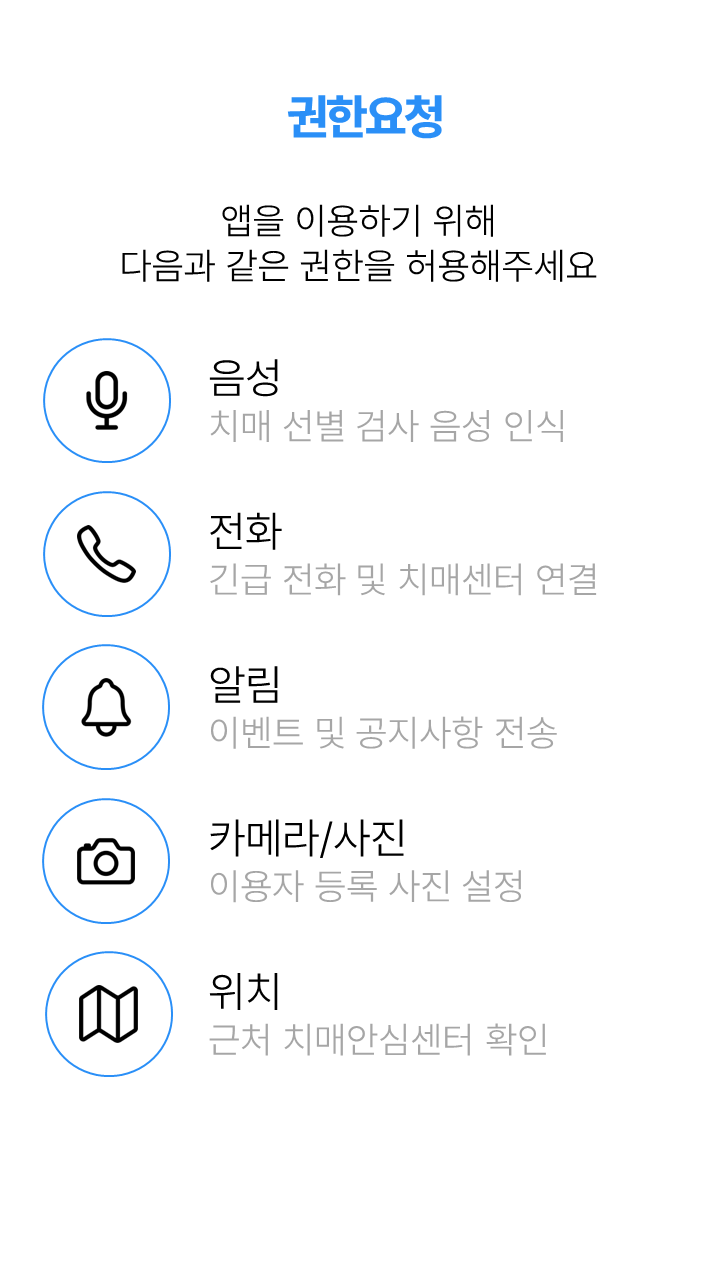 권한요청
앱을 이용하기 위해
다음과 같은 권한을 허용해주세요
음성
치매 선별 검사 음성 인식
전화
긴급 전화 및 치매센터 연결
알림
이벤트 및 공지사항 전송
카메라/사진
이용자 등록 사진 설정
위치
근처 치매안심센터 확인